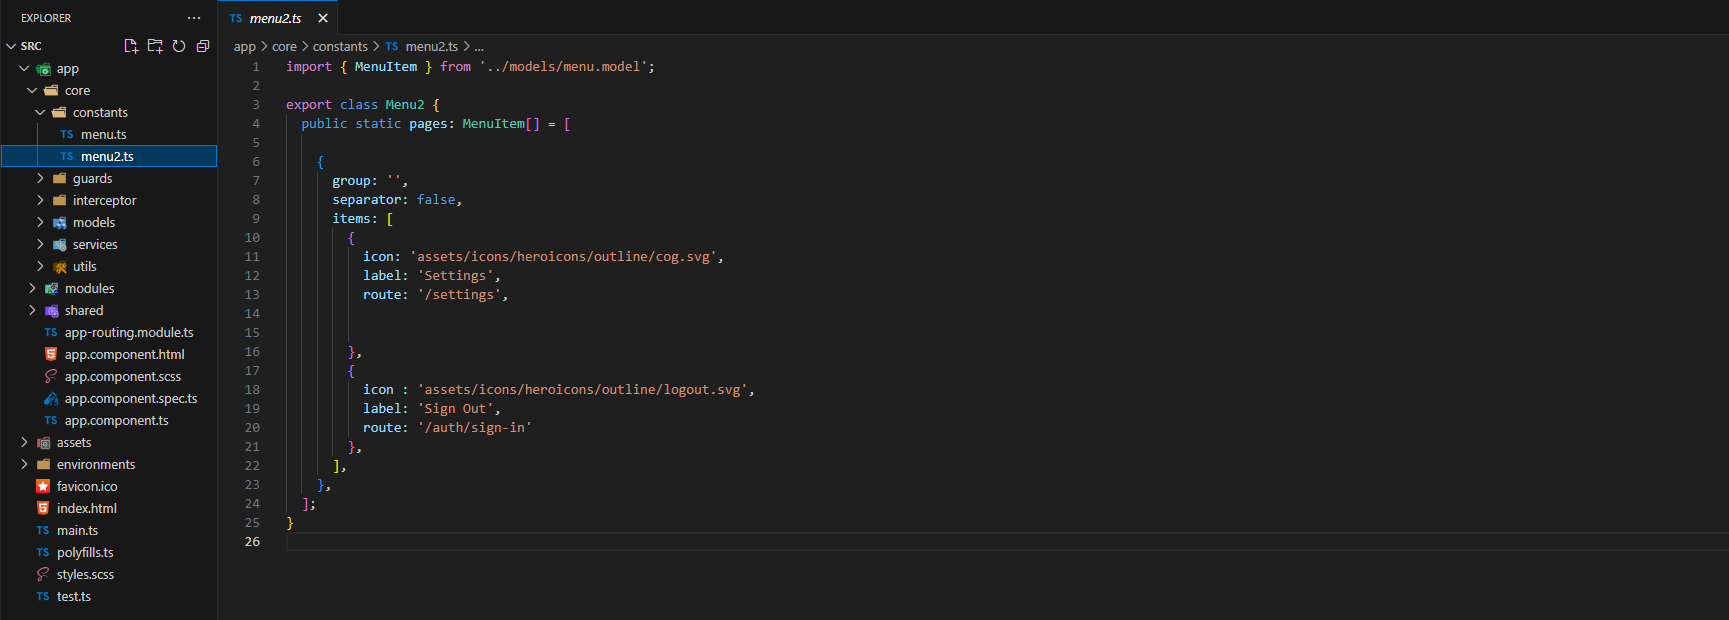 EXPLORER ...
SRC
app
core
constants
TS menu.ts
TS menu2.ts
guards
interceptor
models
services
utils
modules
shared
TS app-routing.module.ts
app.component.html
app.component.scss
app.component.spec.ts
TS app.component.ts
assets
environments
favicon.ico
index.html
TS main.ts
TS polyfills.ts
styles.scss
TS test.ts
TS menu2.ts
app > core > constants > TS menu2.ts > ...
1 import { MenuItem } from '../models/menu.model';
2
3 export class Menu2 {
4 public static pages: MenuItem[] = [
5
6 {
7 group: '',
8 separator: false,
9 items: [
10 {
11 icon: 'assets/icons/heroicons/outline/cog.svg',
12 label: 'Settings',
13 route: '/settings',
14
15
16 },
17 {
18 icon : 'assets/icons/heroicons/outline/logout.svg',
19 label: 'Sign Out',
20 route: '/auth/sign-in'
21 },
22 ],
23 },
24 ];
25 }
26